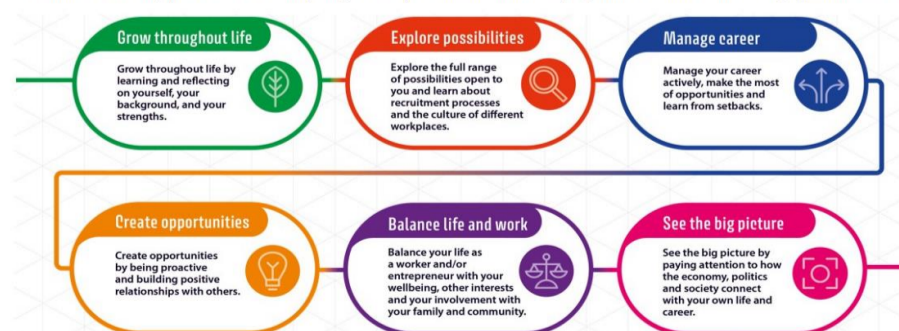 Grow throughout life
Grow throughout life by
learning and reflecting
on yourself, your
background, and your
strengths.
Explore possibilities
Explore the full range
of possibilities open to
you and learn about
recruitment processes
and the culture of different
workplaces.
Manage career
Manage your career
actively, make the most
of opportunities and
learn from setbacks.
Create opportunities
Create opportunities
by being proactive
and building positive
relationships with others.
Balance life and work
Balance your life as
a worker and/or
entrepreneur with your
wellbeing, other interests
and your involvement with
your family and community.
See the big picture
See the big picture by
paying attention to how
the economy, politics
and society connect
with your own life and
career.